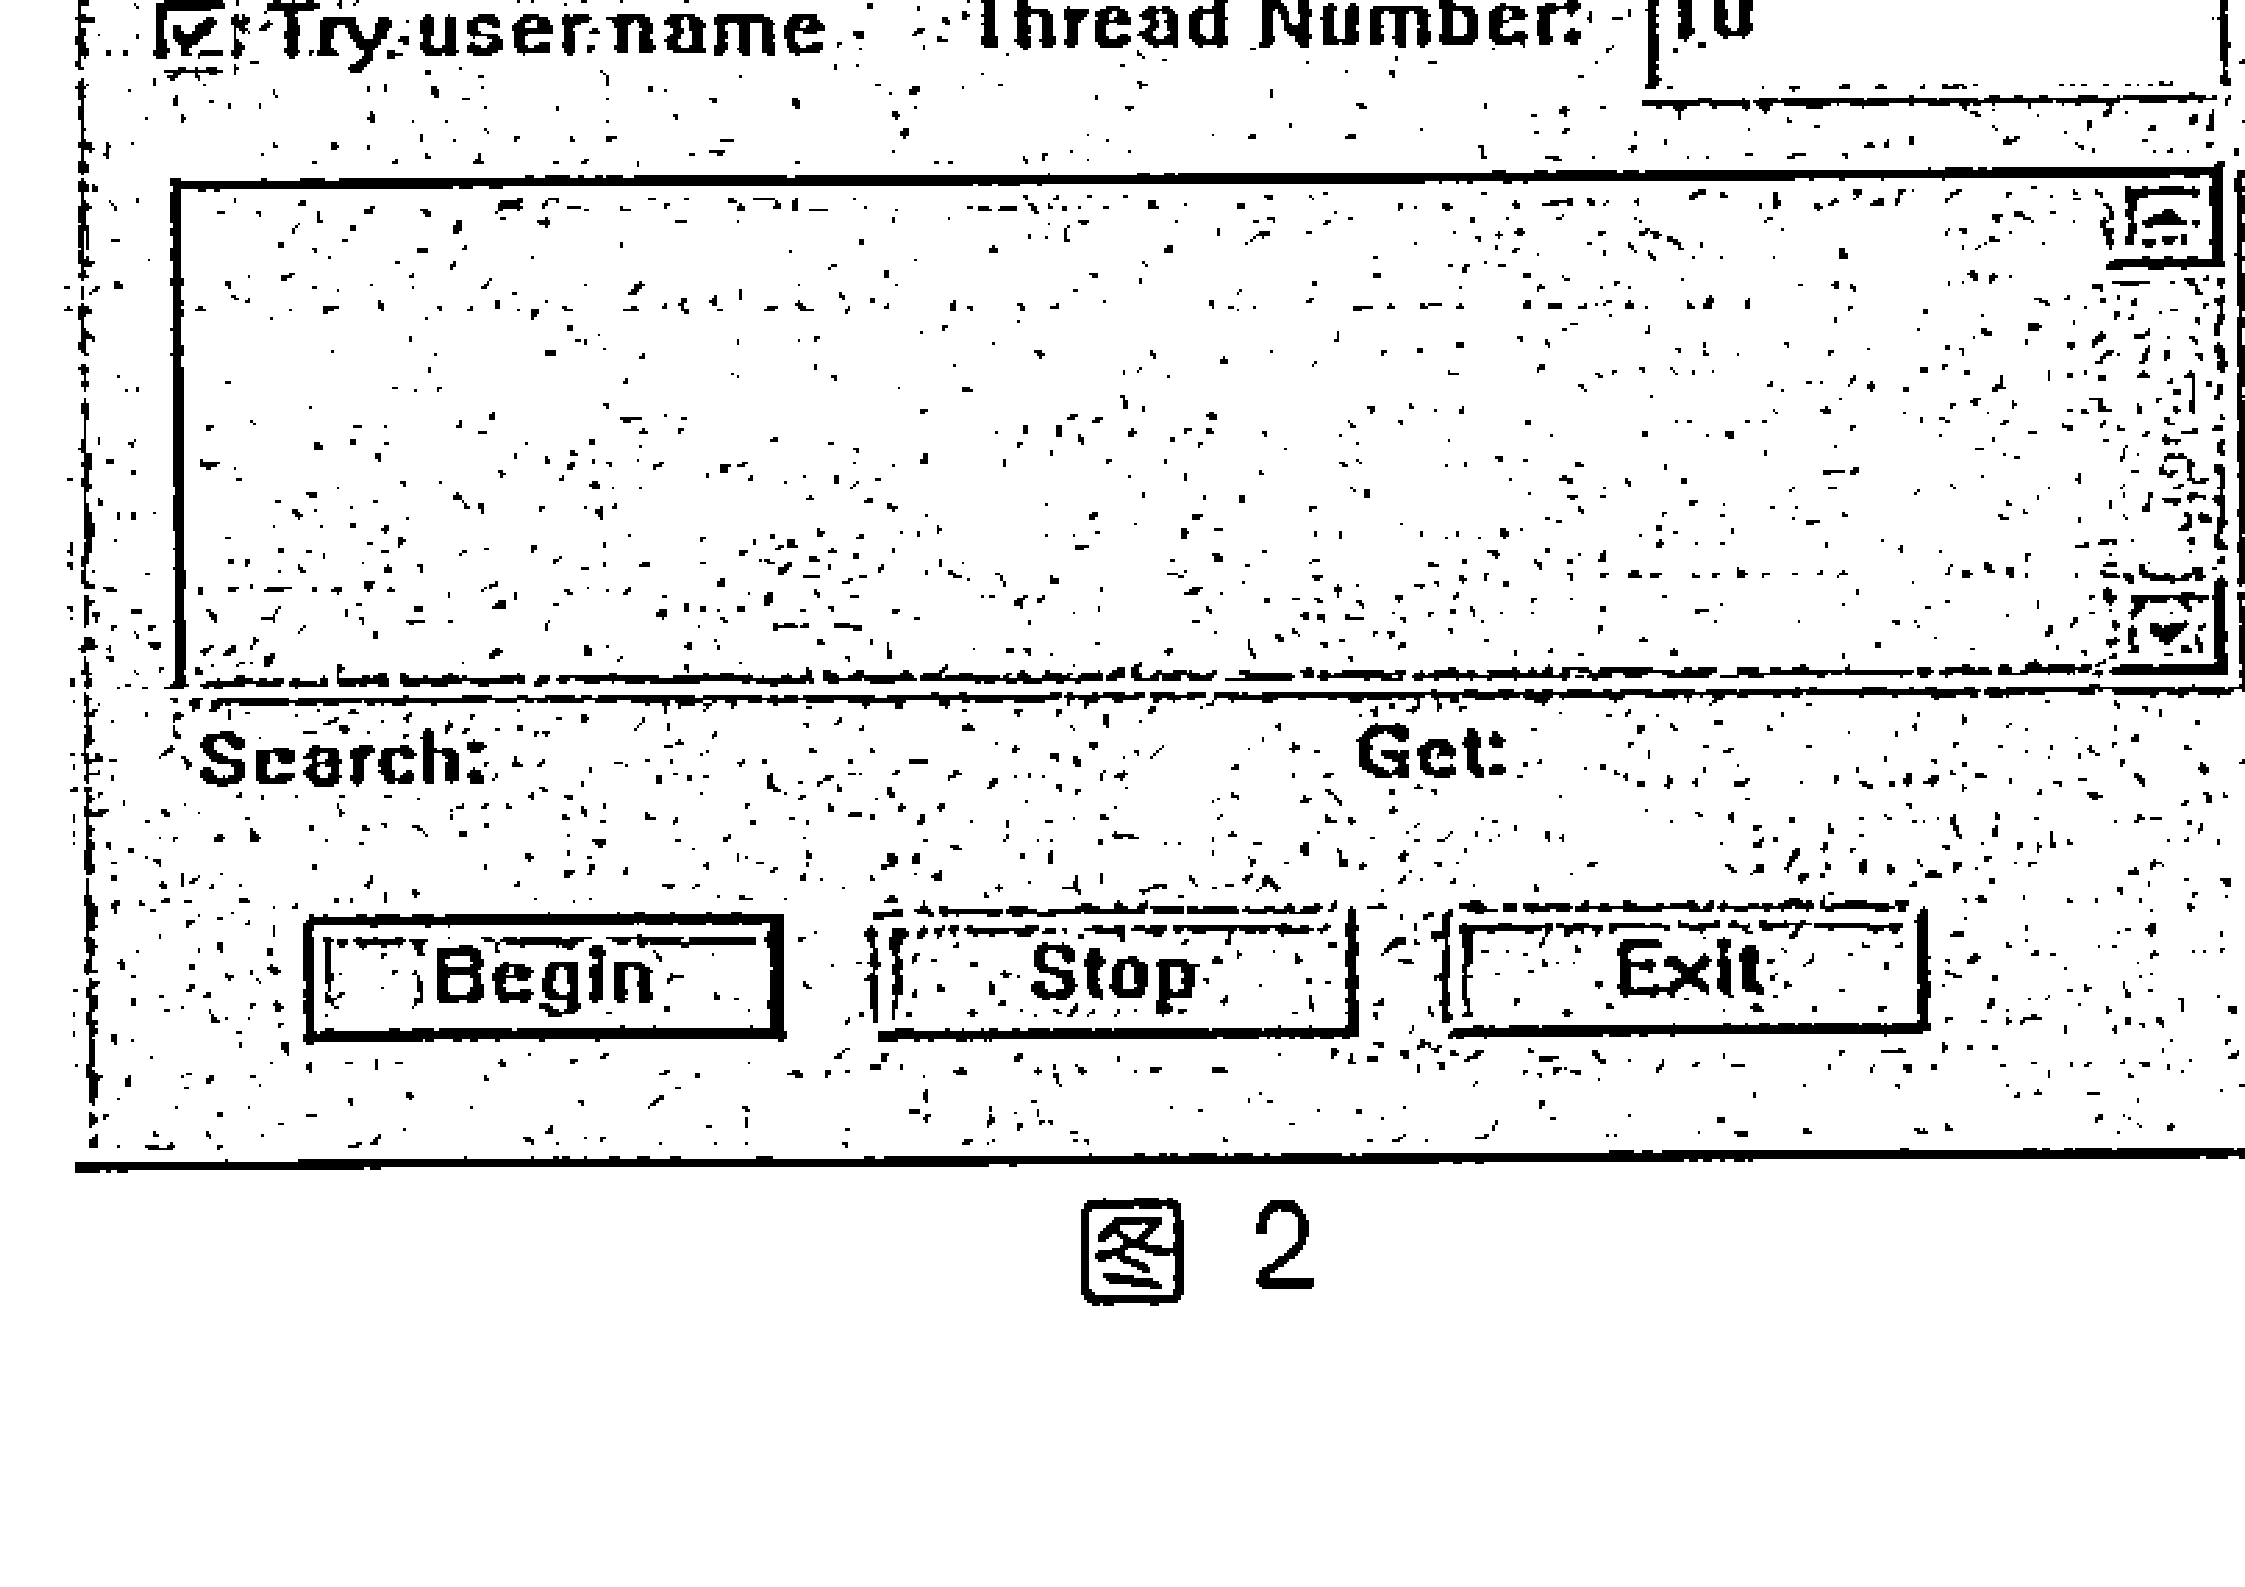 Try user name Thread Number: 10
Search: Get:
Begin Stop Exit
图 2